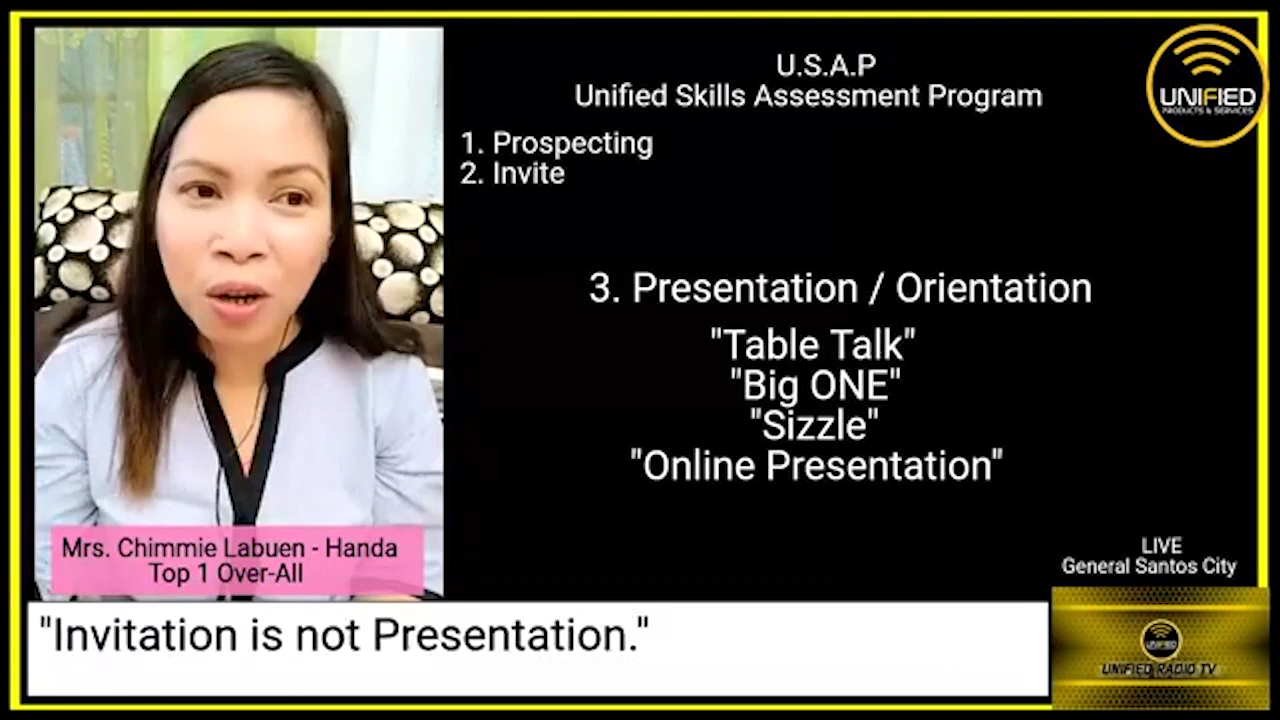 U.S.A.P
Unified Skills Assessment Program
UNIFIED
PRODUCTS & SERVICES
1. Prospecting
2. Invite
3. Presentation / Orientation
"Table Talk"
"Big ONE"
"Sizzle"
"Online Presentation"
Mrs. Chimmie Labuen - Handa
Top 1 Over-All
LIVE
General Santos City
"Invitation is not Presentation."
UNIFIED
UNIFIED RADIO TV